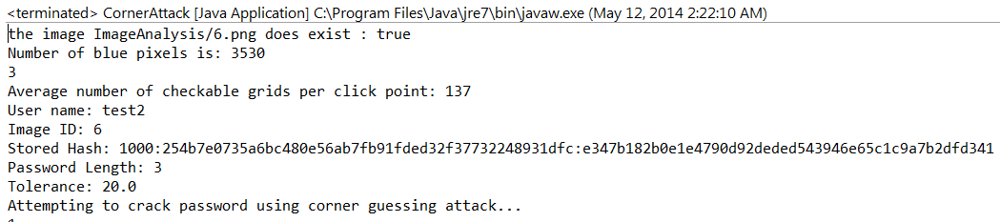 <terminated> CornerAttack [Java Application] C:\Program Files\Java\jre7\bin\javaw.exe (May 12, 2014 2:22:10 AM)
the image ImageAnalysis/6.png does exist : true
Number of blue pixels is: 3530
3
Average number of checkable grids per click point: 137
User name: test2
Image ID: 6
Stored Hash: 1000:254b7e0735a6bc480e56ab7fb91fded32f37732248931dfc:e347b182b0e1e4790d92deded543946e65c1c9a7b2dfd341
Password Length: 3
Tolerance: 20.0
Attempting to crack password using corner guessing attack...